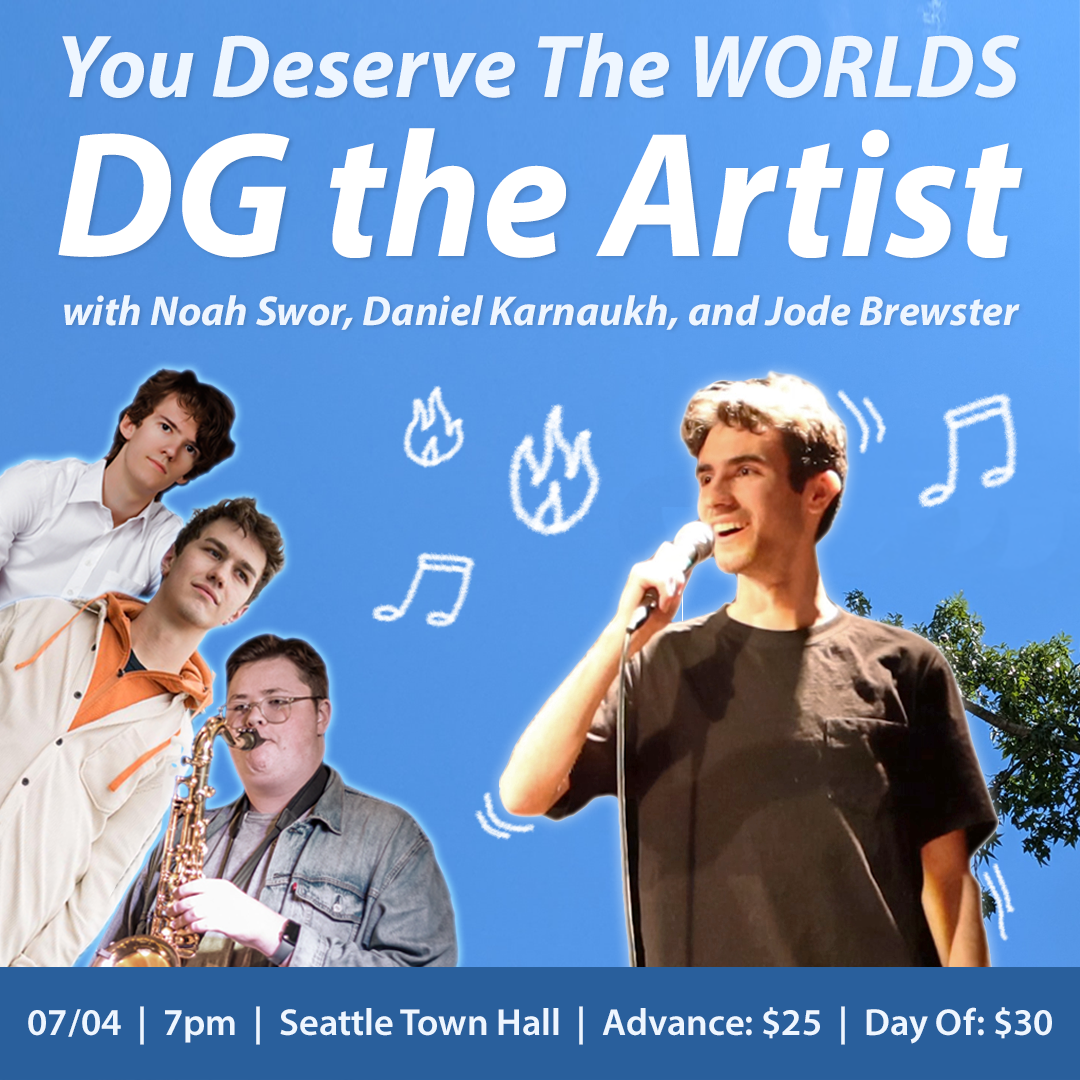 You Deserve The WORLDS
DG the Artist
with Noah Swor, Daniel Karnaukh, and Jode Brewster
07/04 | 7pm | Seattle Town Hall | Advance: $25 | Day Of: $30